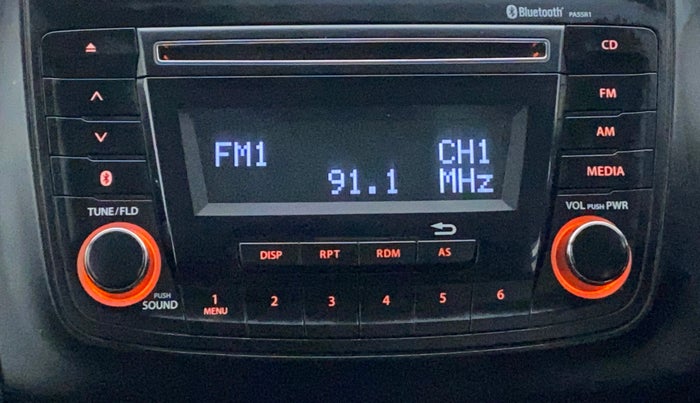 Bluetooth PASSR1
CD
FM
AM
MEDIA
FM1 CH1
91.1 MHz
TUNE/FLD
VOL PUSH PWR
DISP RPT RDM AS
PUSH
SOUND
1 2 3 4 5 6
MENU